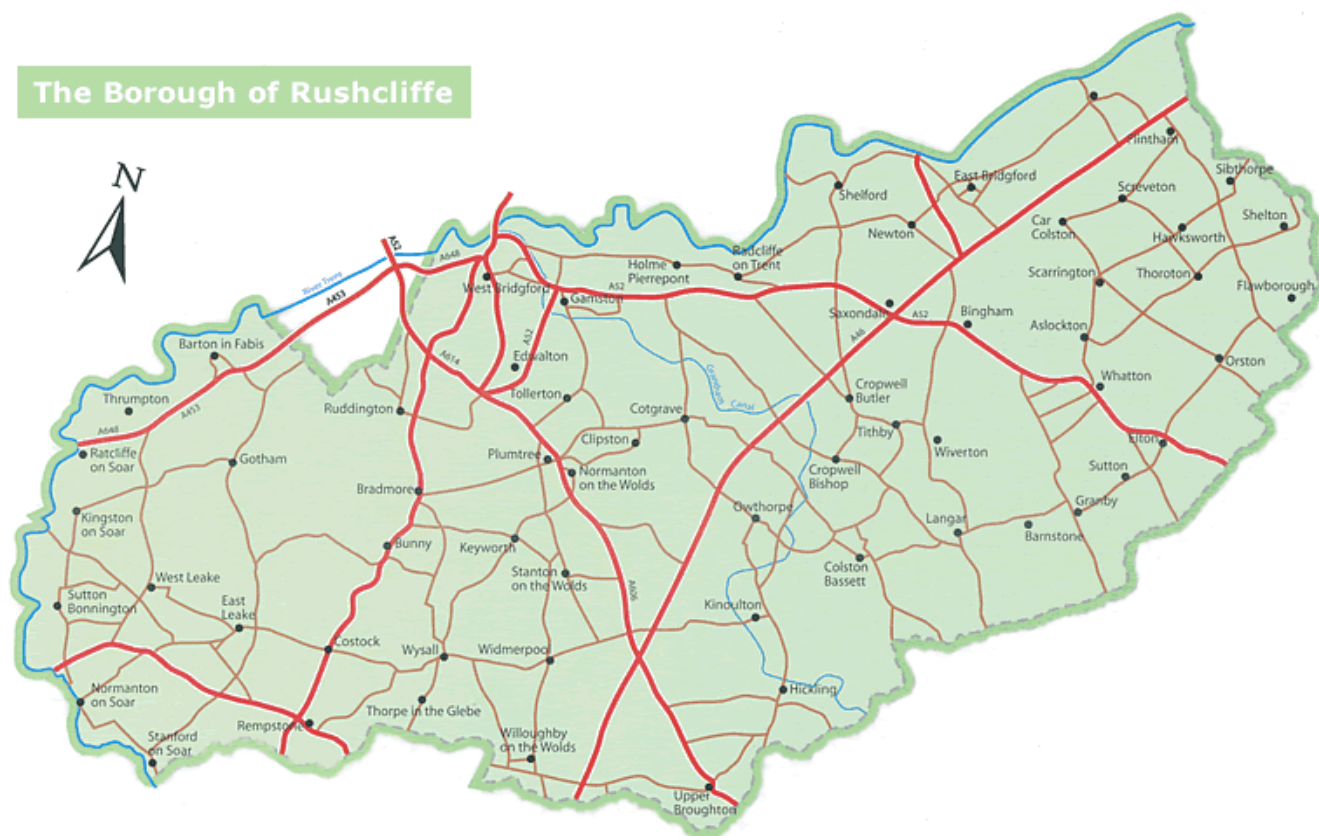 The Borough of Rushcliffe
N
Flintham
Sibthorpe
East Bridgford
Screveton
Shelford
Shelton
Car
Colston
Newton
Hawksworth
A52
A648
Radcliffe
on Trent
Holme
Pierrepont
Scarrington
Thoroton
River Trent
A453
West Bridgford
A52
Gamston
Flawborough
Saxondale
A52
Bingham
A46
Aslockton
Barton in Fabis
A614
A52
Edwalton
Orston
Grantham
Canal
Whatton
Thrumpton
A453
Ruddington
Tollerton
Cotgrave
Cropwell
Butler
A648
Tithby
Elton
Ratcliffe
on Soar
Gotham
Clipston
Plumtree
Wiverton
Normanton
on the Wolds
Cropwell
Bishop
Sutton
Bradmore
Kingston
on Soar
Owthorpe
Granby
Langar
Barnstone
Bunny
Keyworth
Colston
Bassett
Stanton
on the Wolds
West Leake
A606
Sutton
Bonnington
East
Leake
Kinoulton
Costock
Wysall
Widmerpool
Normanton
on Soar
Hickling
Thorpe in the Glebe
Rempstone
Stanford
on Soar
Willoughby
on the Wolds
Upper
Broughton